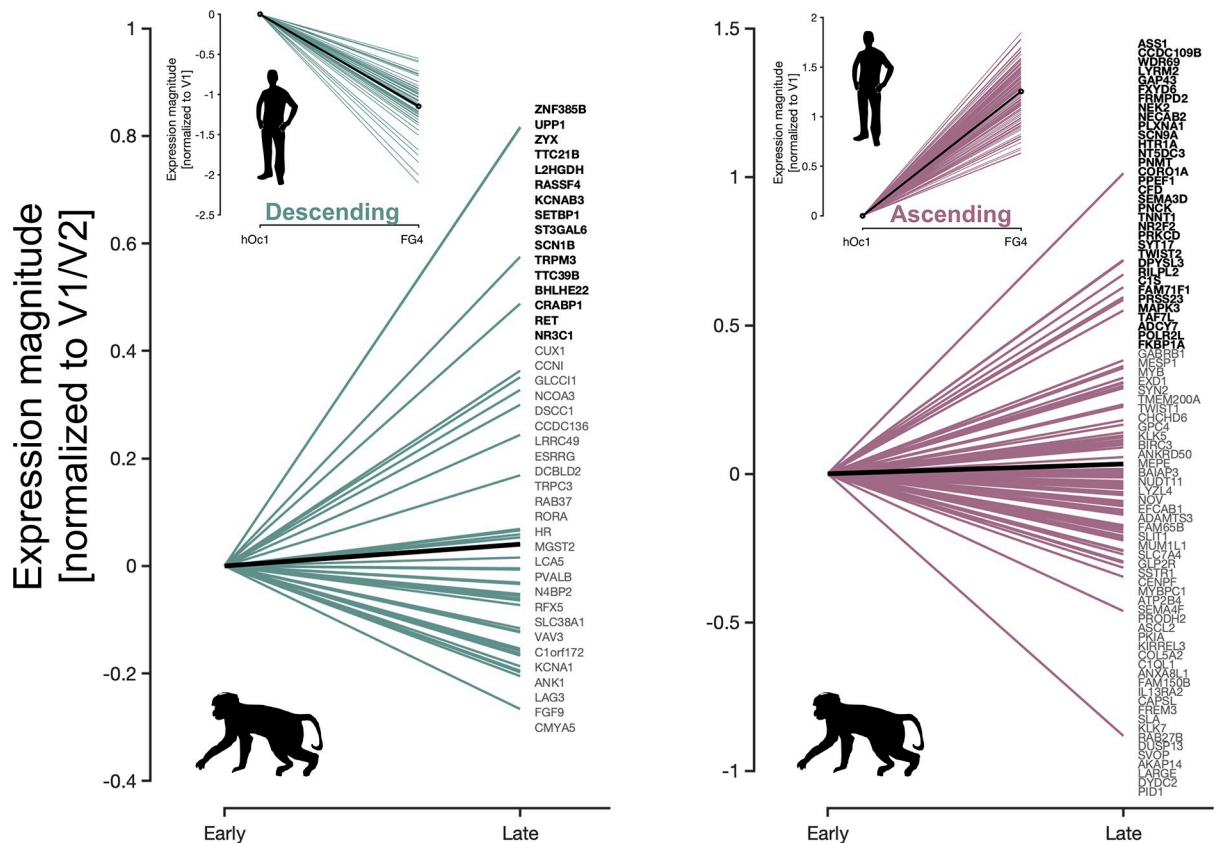 Expression magnitude
[normalized to V1/V2]
1
0.8
0.6
0.4
0.2
0
-0.2
-0.4
Early
Late
Expression magnitude
[normalized to V1]
0
-0.5
-1
-1.5
-2
-2.5
Descending
hOc1
FG4
ZNF385B
UPP1
ZYX
TTC21B
L2HGDH
RASSF4
KCNAB3
SETBP1
ST3GAL6
SCN1B
TRPM3
TTC39B
BHLHE22
CRABP1
RET
NR3C1
CUX1
CCNI
GLCCI1
NCOA3
DSCC1
CCDC136
LRRC49
ESRRG
DCBLD2
TRPC3
RAB37
RORA
HR
MGST2
LCA5
PVALB
N4BP2
RFX5
SLC38A1
VAV3
C1orf172
KCNA1
ANK1
LAG3
FGF9
CMYA5
1.5
1
0.5
0
-0.5
-1
Early
Late
Expression magnitude
[normalized to V1]
2
1.5
1
0.5
0
Ascending
hOc1
FG4
ASS1
CCDC109B
WDR69
LYRM2
GAP43
FXYD6
FRMPD2
NEK2
NECAB2
PLXNA1
SCN9A
HTR1A
NT5DC3
PNMT
CORO1A
PPEF1
CFD
SEMA3D
PNCK
TNNT1
NR2F2
PRKCD
SYT17
TWIST2
DPYSL3
RILPL2
C1S
FAM71F1
PRSS23
MAPK3
TAF7L
ADCY7
POLR2L
FKBP1A
GABRB1
MESP1
MYB
EXD1
SYN2
TMEM200A
TWIST1
CHCHD6
GPC4
KLK5
BIRC3
ANKRD50
MEPE
BAIAP3
NUDT11
LYZL4
NOV
EFCAB1
ADAMTS3
FAM65B
SLIT1
MUM1L1
SLC7A4
GLP2R
SSTR1
CENPF
MYBPC1
ATP2B4
SEMA4F
PRODH2
ASCL2
PKIA
KIRREL3
COL5A2
C1QL1
ANXA8L1
FAM150B
IL13RA2
CAPSL
FREM3
SLA
KLK7
RAB27B
DUSP13
SVOP
AKAP14
LARGE
DYDC2
PID1